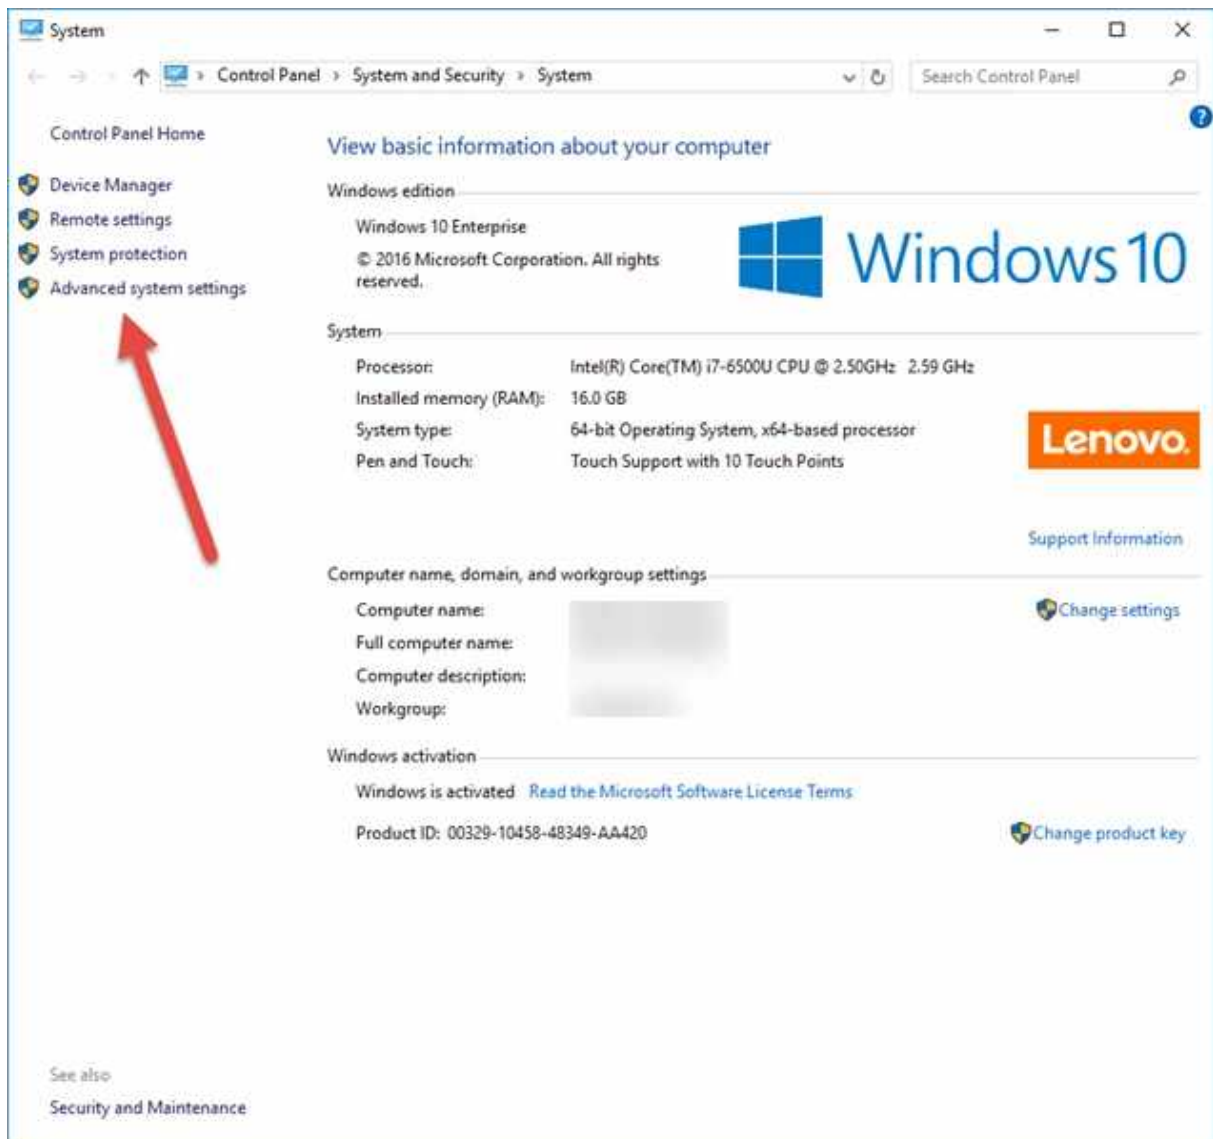 System
Control Panel › System and Security › System
Search Control Panel
Control Panel Home
Device Manager
Remote settings
System protection
Advanced system settings
View basic information about your computer
Windows edition
Windows 10 Enterprise
© 2016 Microsoft Corporation. All rights
reserved.
Windows 10
System
Processor: Intel(R) Core(TM) i7-6500U CPU @ 2.50GHz 2.59 GHz
Installed memory (RAM): 16.0 GB
System type: 64-bit Operating System, x64-based processor
Pen and Touch: Touch Support with 10 Touch Points
Lenovo.
Support Information
Computer name, domain, and workgroup settings
Computer name:
Change settings
Full computer name:
Computer description:
Workgroup:
Windows activation
Windows is activated Read the Microsoft Software License Terms
Product ID: 00329-10458-48349-AA420
Change product key
See also
Security and Maintenance